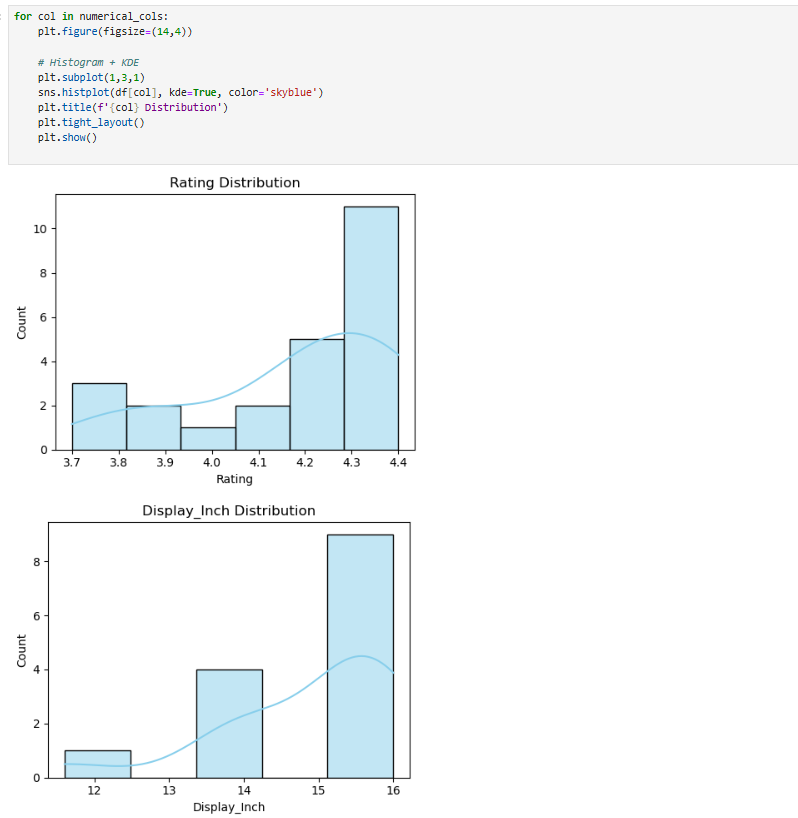 for col in numerical_cols:
    plt.figure(figsize=(14,4))
    # Histogram + KDE
    plt.subplot(1,3,1)
    sns.histplot(df[col], kde=True, color='skyblue')
    plt.title(f'{col} Distribution')
    plt.tight_layout()
    plt.show()
Rating Distribution
10
8
6
4
2
0
Count
3.7 3.8 3.9 4.0 4.1 4.2 4.3 4.4
Rating
Display_Inch Distribution
8
6
4
2
0
Count
12 13 14 15 16
Display_Inch